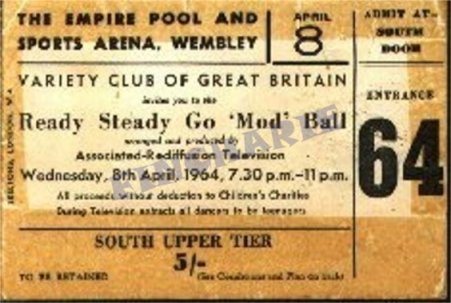 THE EMPIRE POOL AND
SPORTS ARENA, WEMBLEY
APRIL
8
ADMIT AT—
SOUTH
DOOR
VARIETY CLUB OF GREAT BRITAIN
invites you to the
Ready Steady Go 'Mod' Ball
arranged and produced by
Associated-Rediffusion Television
Wednesday, 8th April, 1964, 7.30 p.m.–11 p.m.
All proceeds without deduction to Children's Charities
During Television extracts all dancers to be teenagers
ENTRANCE
64
SOUTH UPPER TIER
5/-
TO BE RETAINED
(See Conditions and Plan on back)
LONDON, W.4